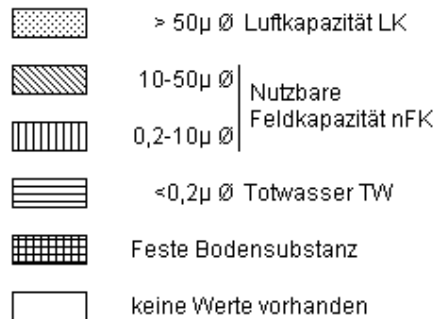 > 50µ Ø Luftkapazität LK
10-50µ Ø
Nutzbare
Feldkapazität nFK
0,2-10µ Ø
<0,2µ Ø Totwasser TW
Feste Bodensubstanz
keine Werte vorhanden